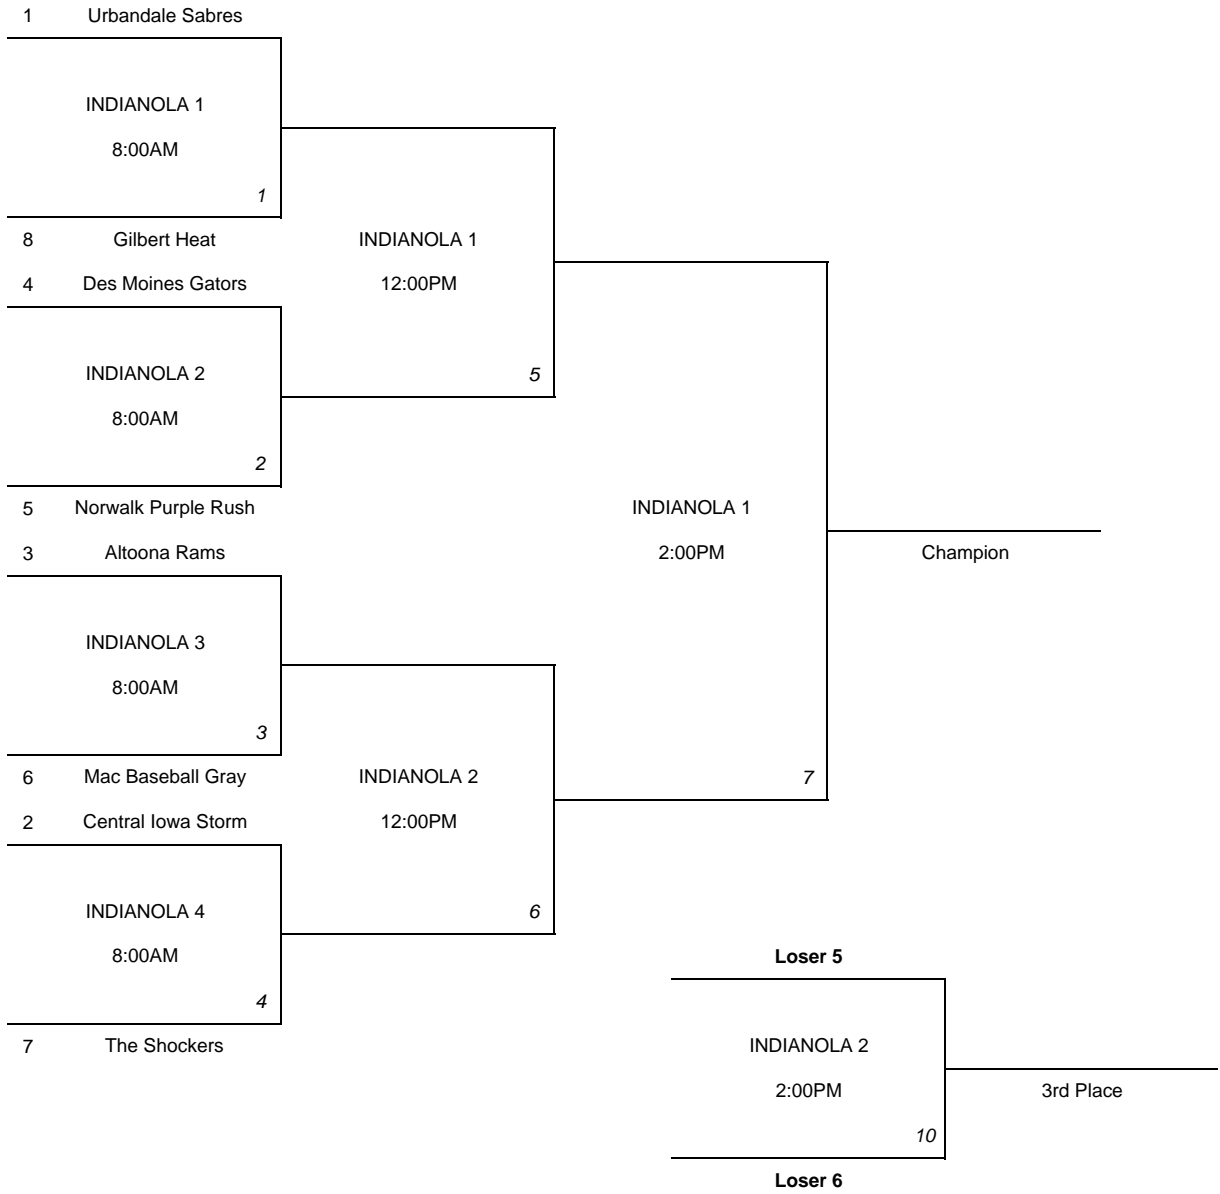 1 Urbandale Sabres
INDIANOLA 1
8:00AM
1
8 Gilbert Heat
INDIANOLA 1
4 Des Moines Gators
12:00PM
INDIANOLA 2
5
8:00AM
2
5 Norwalk Purple Rush
INDIANOLA 1
3 Altoona Rams
2:00PM
Champion
INDIANOLA 3
8:00AM
3
6 Mac Baseball Gray
INDIANOLA 2
7
2 Central Iowa Storm
12:00PM
INDIANOLA 4
6
8:00AM
Loser 5
4
7 The Shockers
INDIANOLA 2
2:00PM
3rd Place
10
Loser 6